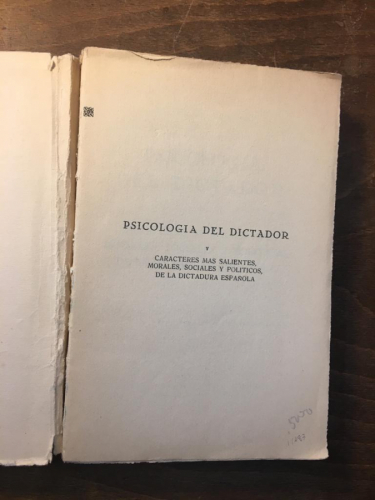 PSICOLOGIA DEL DICTADOR
Y
CARACTERES MAS SALIENTES,
MORALES, SOCIALES Y POLITICOS,
DE LA DICTADURA ESPAÑOLA